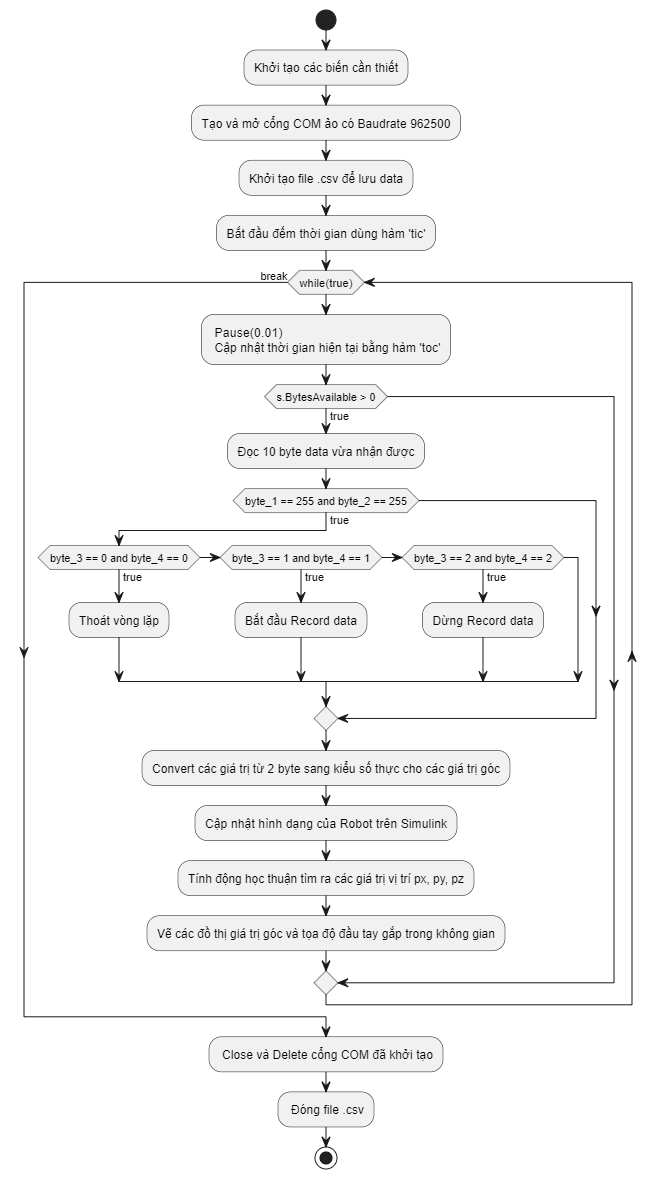 Khởi tạo các biến cần thiết
Tạo và mở cổng COM ảo có Baudrate 962500
Khởi tạo file .csv để lưu data
Bắt đầu đếm thời gian dùng hàm 'tic'
break
while(true)
Pause(0.01)
Cập nhật thời gian hiện tại bằng hàm 'toc'
s.BytesAvailable > 0
true
Đọc 10 byte data vừa nhận được
byte_1 == 255 and byte_2 == 255
true
byte_3 == 0 and byte_4 == 0
byte_3 == 1 and byte_4 == 1
byte_3 == 2 and byte_4 == 2
true
true
true
Thoát vòng lặp
Bắt đầu Record data
Dừng Record data
Convert các giá trị từ 2 byte sang kiểu số thực cho các giá trị góc
Cập nhật hình dạng của Robot trên Simulink
Tính động học thuận tìm ra các giá trị vị trí px, py, pz
Vẽ các đồ thị giá trị góc và tọa độ đầu tay gắp trong không gian
Close và Delete cổng COM đã khởi tạo
Đóng file .csv